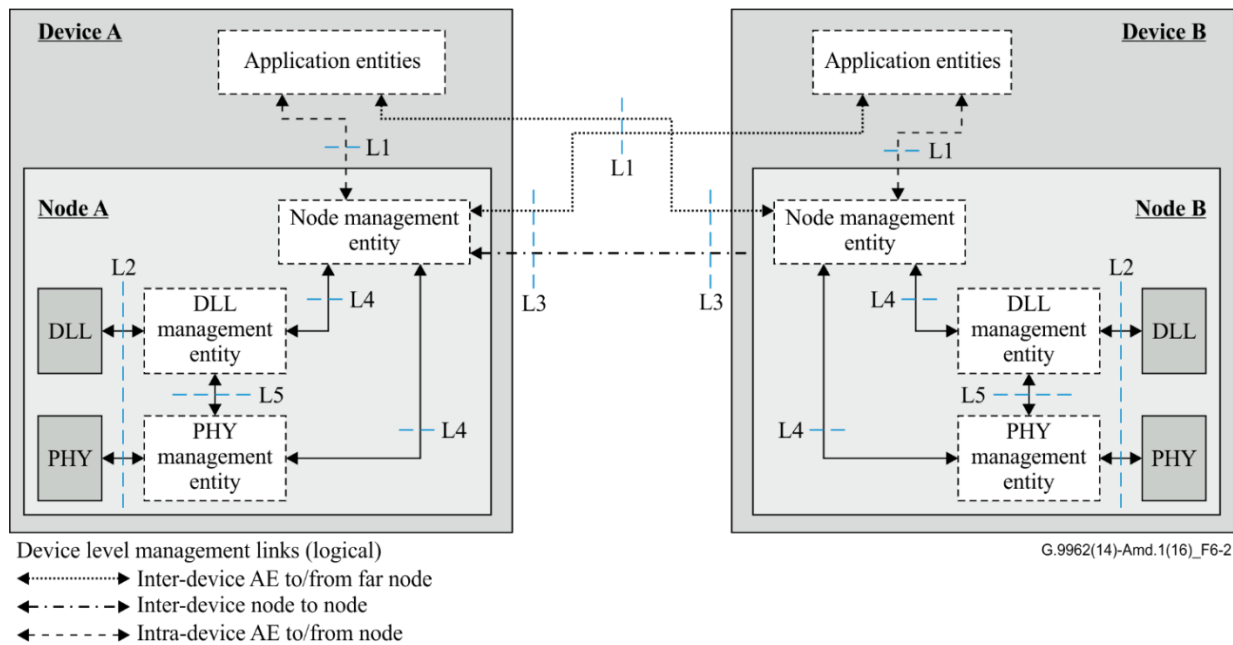 Device A
Application entities
L1
Node A
Node management
entity
L2
L4
DLL
DLL
management
entity
L5
PHY
PHY
management
entity
L4
L1
L3
L3
Device B
Application entities
L1
Node B
Node management
entity
L2
L4
DLL
management
entity
DLL
L5
L4
PHY
management
entity
PHY
Device level management links (logical)
G.9962(14)-Amd.1(16)_F6-2
Inter-device AE to/from far node
Inter-device node to node
Intra-device AE to/from node